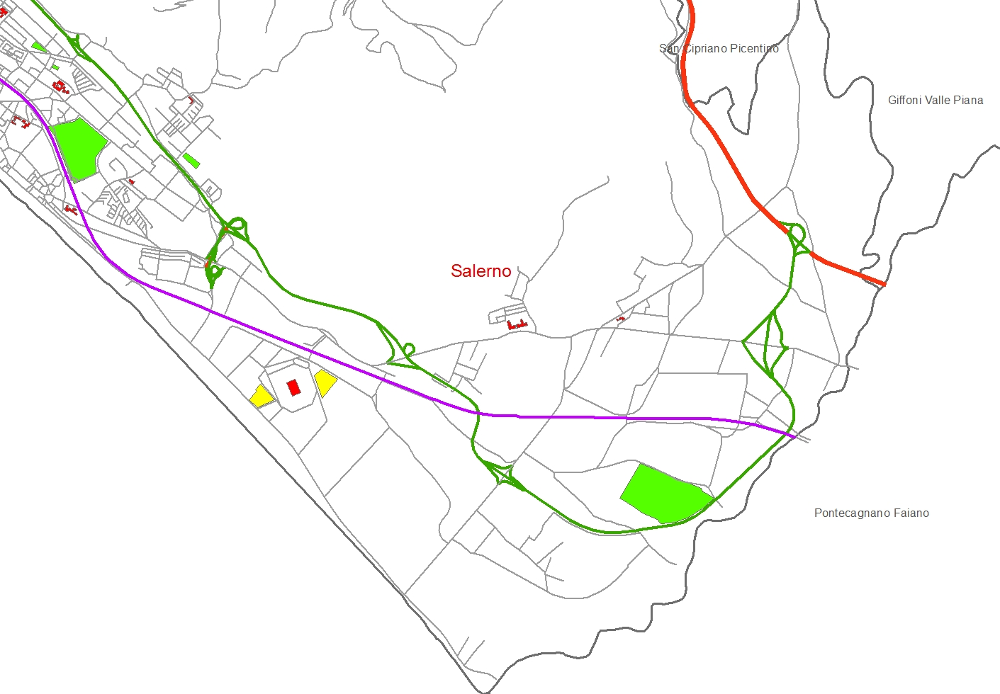 San Cipriano Picentino
Giffoni Valle Piana
Salerno
Pontecagnano Faiano